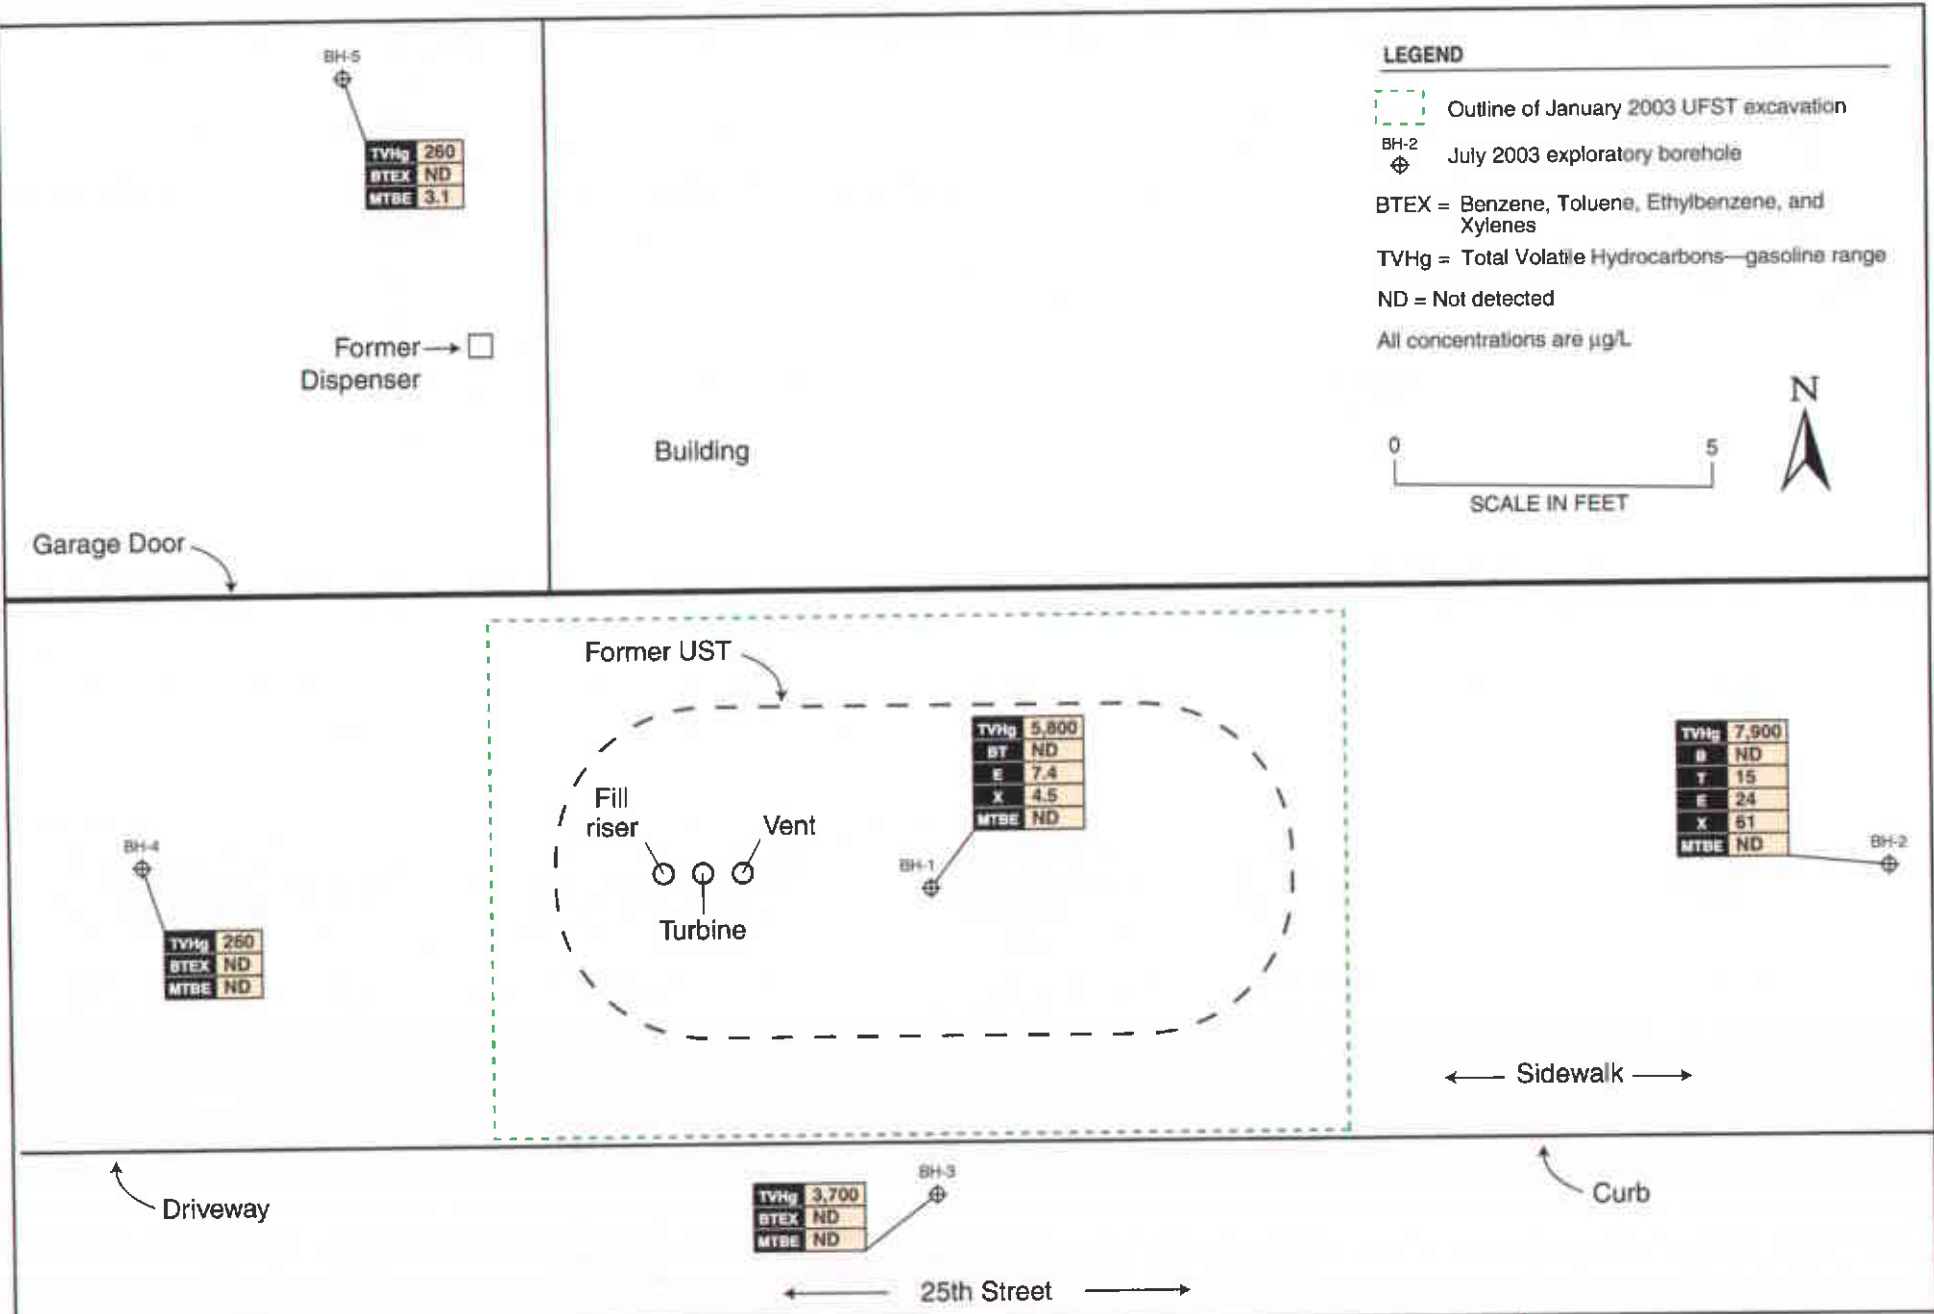 BH-5
TVHg 260
BTEX ND
MTBE 3.1
Former
Dispenser
Building
Garage Door
LEGEND
Outline of January 2003 UFST excavation
BH-2
July 2003 exploratory borehole
BTEX = Benzene, Toluene, Ethylbenzene, and
Xylenes
TVHg = Total Volatile Hydrocarbons—gasoline range
ND = Not detected
All concentrations are µg/L
N
0 5
SCALE IN FEET
Former UST
Fill
riser
Vent
Turbine
BH-1
TVHg 5,800
BT ND
E 7.4
X 4.5
MTBE ND
TVHg 7,900
B ND
T 15
E 24
X 61
MTBE ND
BH-2
BH-4
TVHg 260
BTEX ND
MTBE ND
Sidewalk
Driveway
BH-3
TVHg 3,700
BTEX ND
MTBE ND
Curb
25th Street